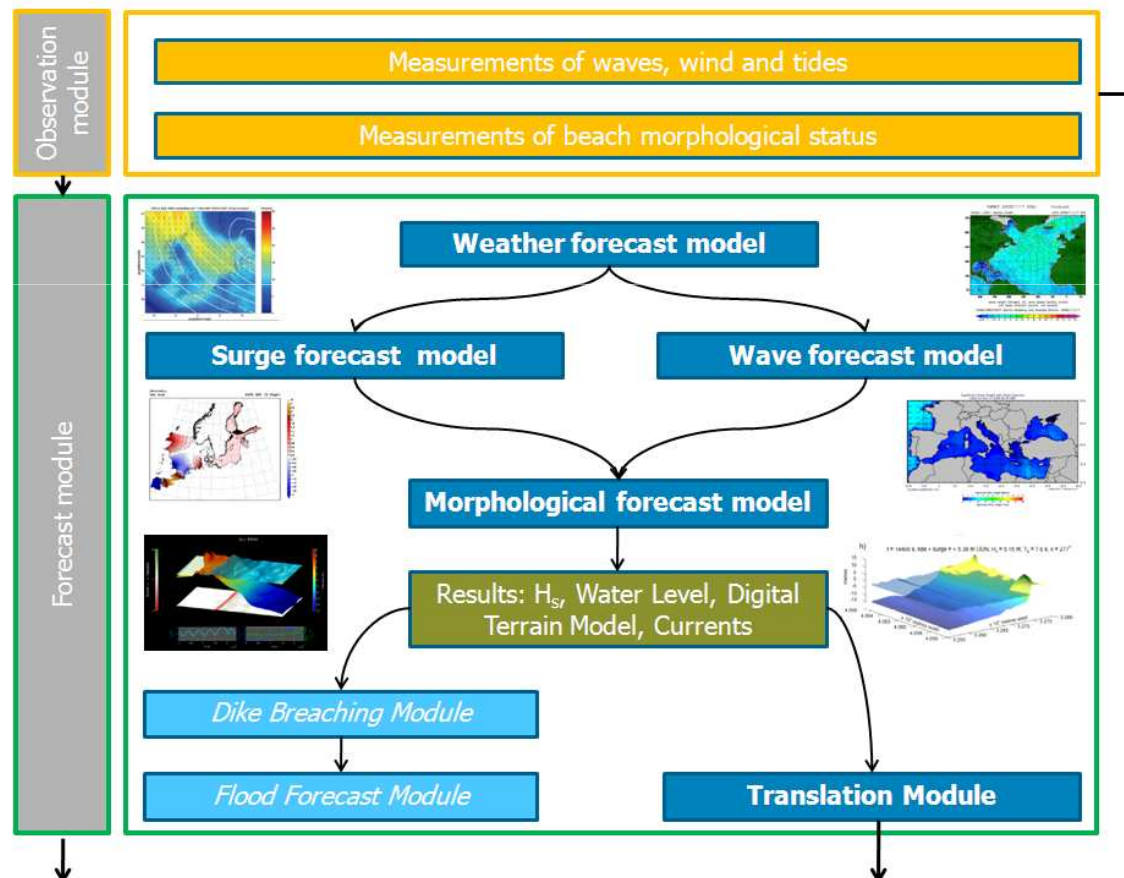 Observation
module
Measurements of waves, wind and tides
Measurements of beach morphological status
Forecast module
Weather forecast model
Surge forecast model
Wave forecast model
Morphological forecast model
Results: Hs, Water Level, Digital
Terrain Model, Currents
Dike Breaching Module
Flood Forecast Module
Translation Module